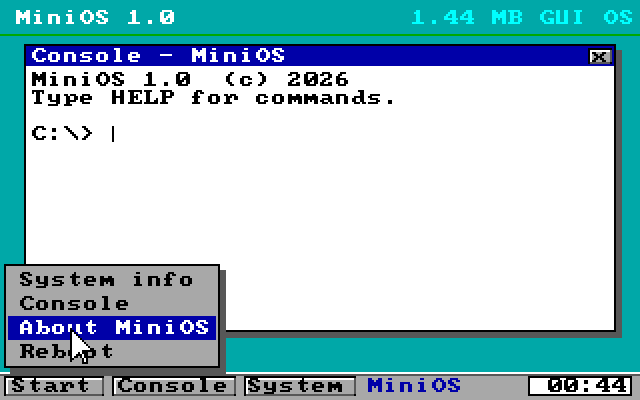 MiniOS 1.0
1.44 MB GUI OS
Console - MiniOS
MiniOS 1.0 (c) 2026
Type HELP for commands.
C:\> |
System info
Console
About MiniOS
Reboot
Start
Console
System
MiniOS
00:44